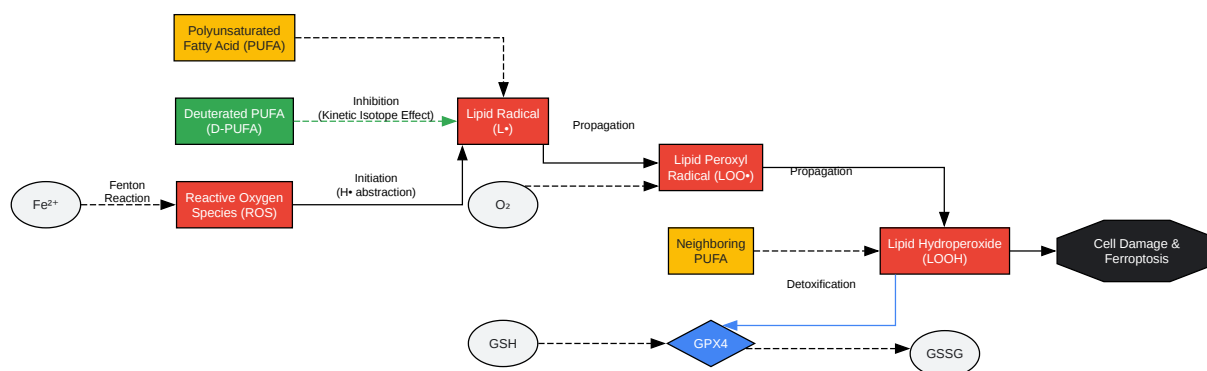 Polyunsaturated
Fatty Acid (PUFA)
Deuterated PUFA
(D-PUFA)
Inhibition
(Kinetic Isotope Effect)
Lipid Radical
(L•)
Propagation
Lipid Peroxyl
Radical (LOO•)
Propagation
Fe²⁺
Fenton
Reaction
Reactive Oxygen
Species (ROS)
Initiation
(H• abstraction)
O₂
Neighboring
PUFA
Lipid Hydroperoxide
(LOOH)
Cell Damage &
Ferroptosis
Detoxification
GSH
GPX4
GSSG